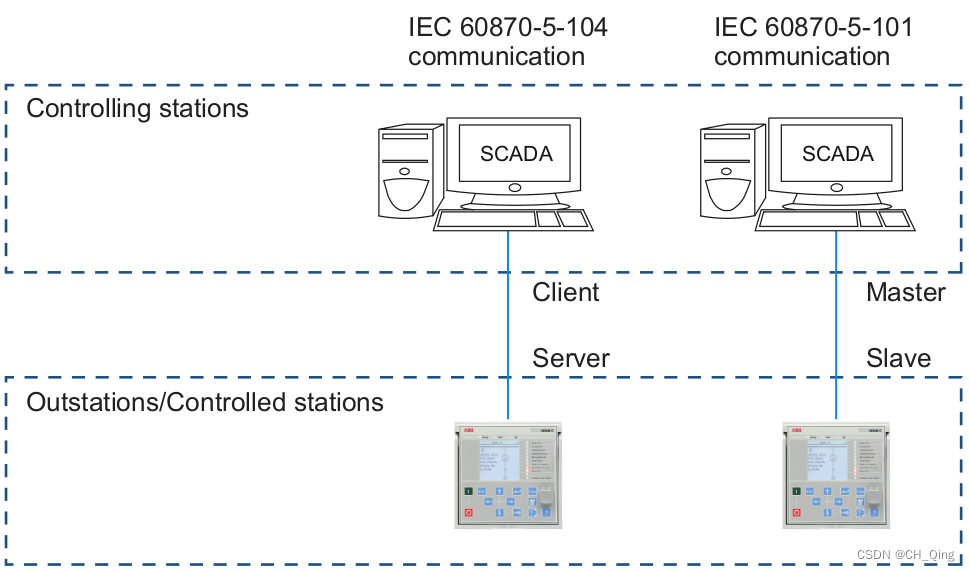 IEC 60870-5-104
communication
IEC 60870-5-101
communication
Controlling stations
SCADA
SCADA
Client
Master
Server
Slave
Outstations/Controlled stations
ABB
ABB
CSDN @CH_Qing